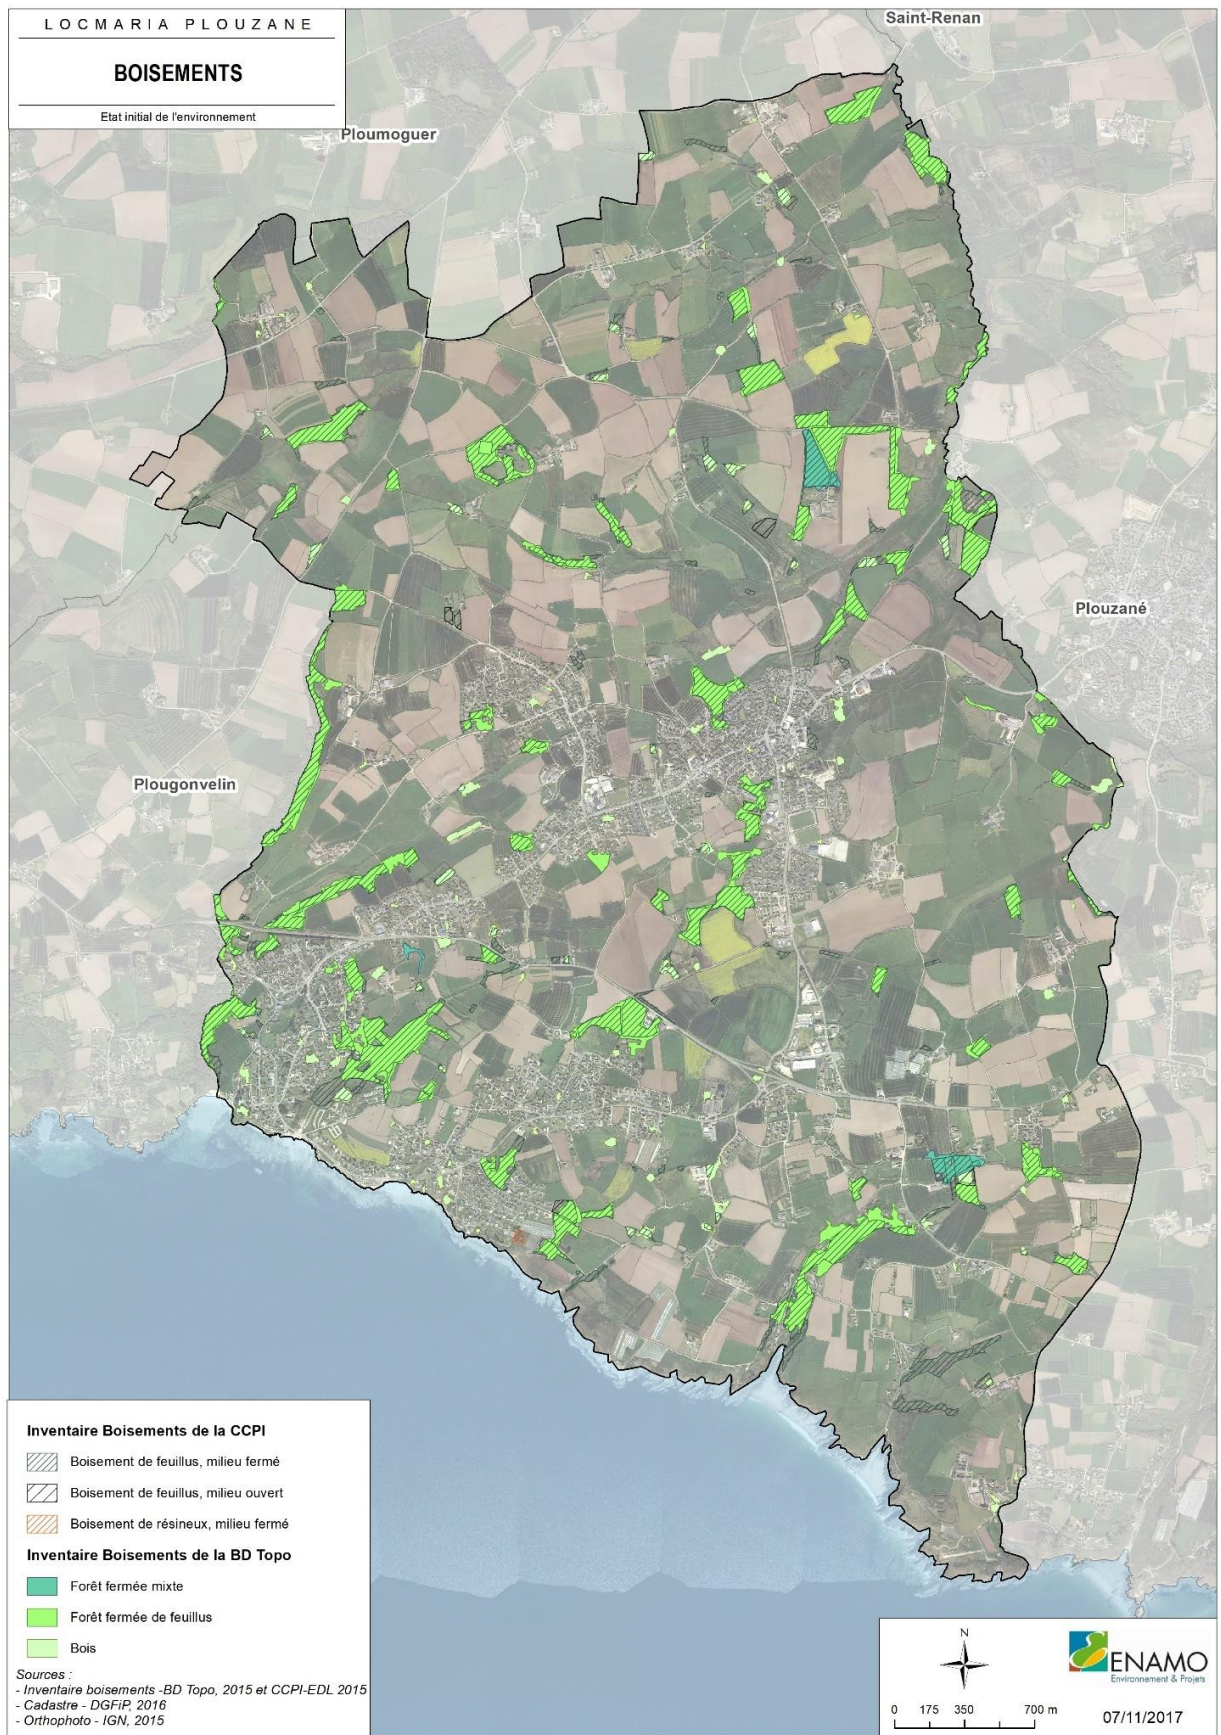 LOCMARIA PLOUZANE
BOISEMENTS
Etat initial de l'environnement
Saint-Renan
Ploumoguer
Plouzané
Plougonvelin
Inventaire Boisements de la CCPI
Boisement de feuillus, milieu fermé
Boisement de feuillus, milieu ouvert
Boisement de résineux, milieu fermé
Inventaire Boisements de la BD Topo
Forêt fermée mixte
Forêt fermée de feuillus
Bois
Sources :
- Inventaire boisements -BD Topo, 2015 et CCPI-EDL 2015
- Cadastre - DGFiP, 2016
- Orthophoto - IGN, 2015
N
0 175 350 700 m
ENAMO
Environnement & Projets
07/11/2017